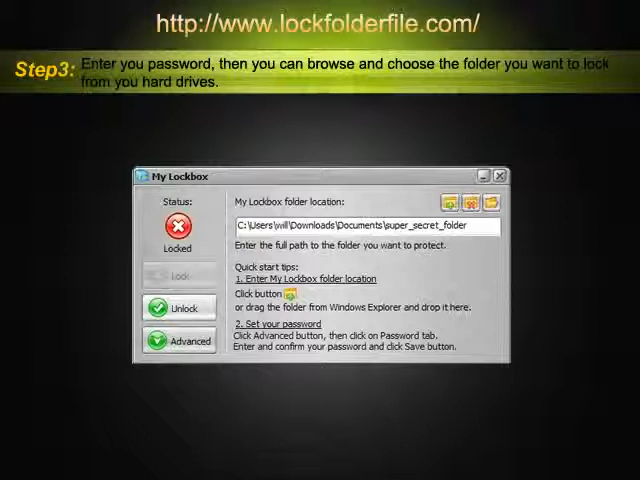 http://www.lockfolderfile.com/
Step3:
Enter you password, then you can browse and choose the folder you want to lock
from you hard drives.
My Lockbox
Status:
Locked
Lock
Unlock
Advanced
My Lockbox folder location:
C:\Users\will\Downloads\Documents\super_secret_folder
Enter the full path to the folder you want to protect.
Quick start tips:
1. Enter My Lockbox folder location
Click button
or drag the folder from Windows Explorer and drop it here.
2. Set your password
Click Advanced button, then click on Password tab.
Enter and confirm your password and click Save button.